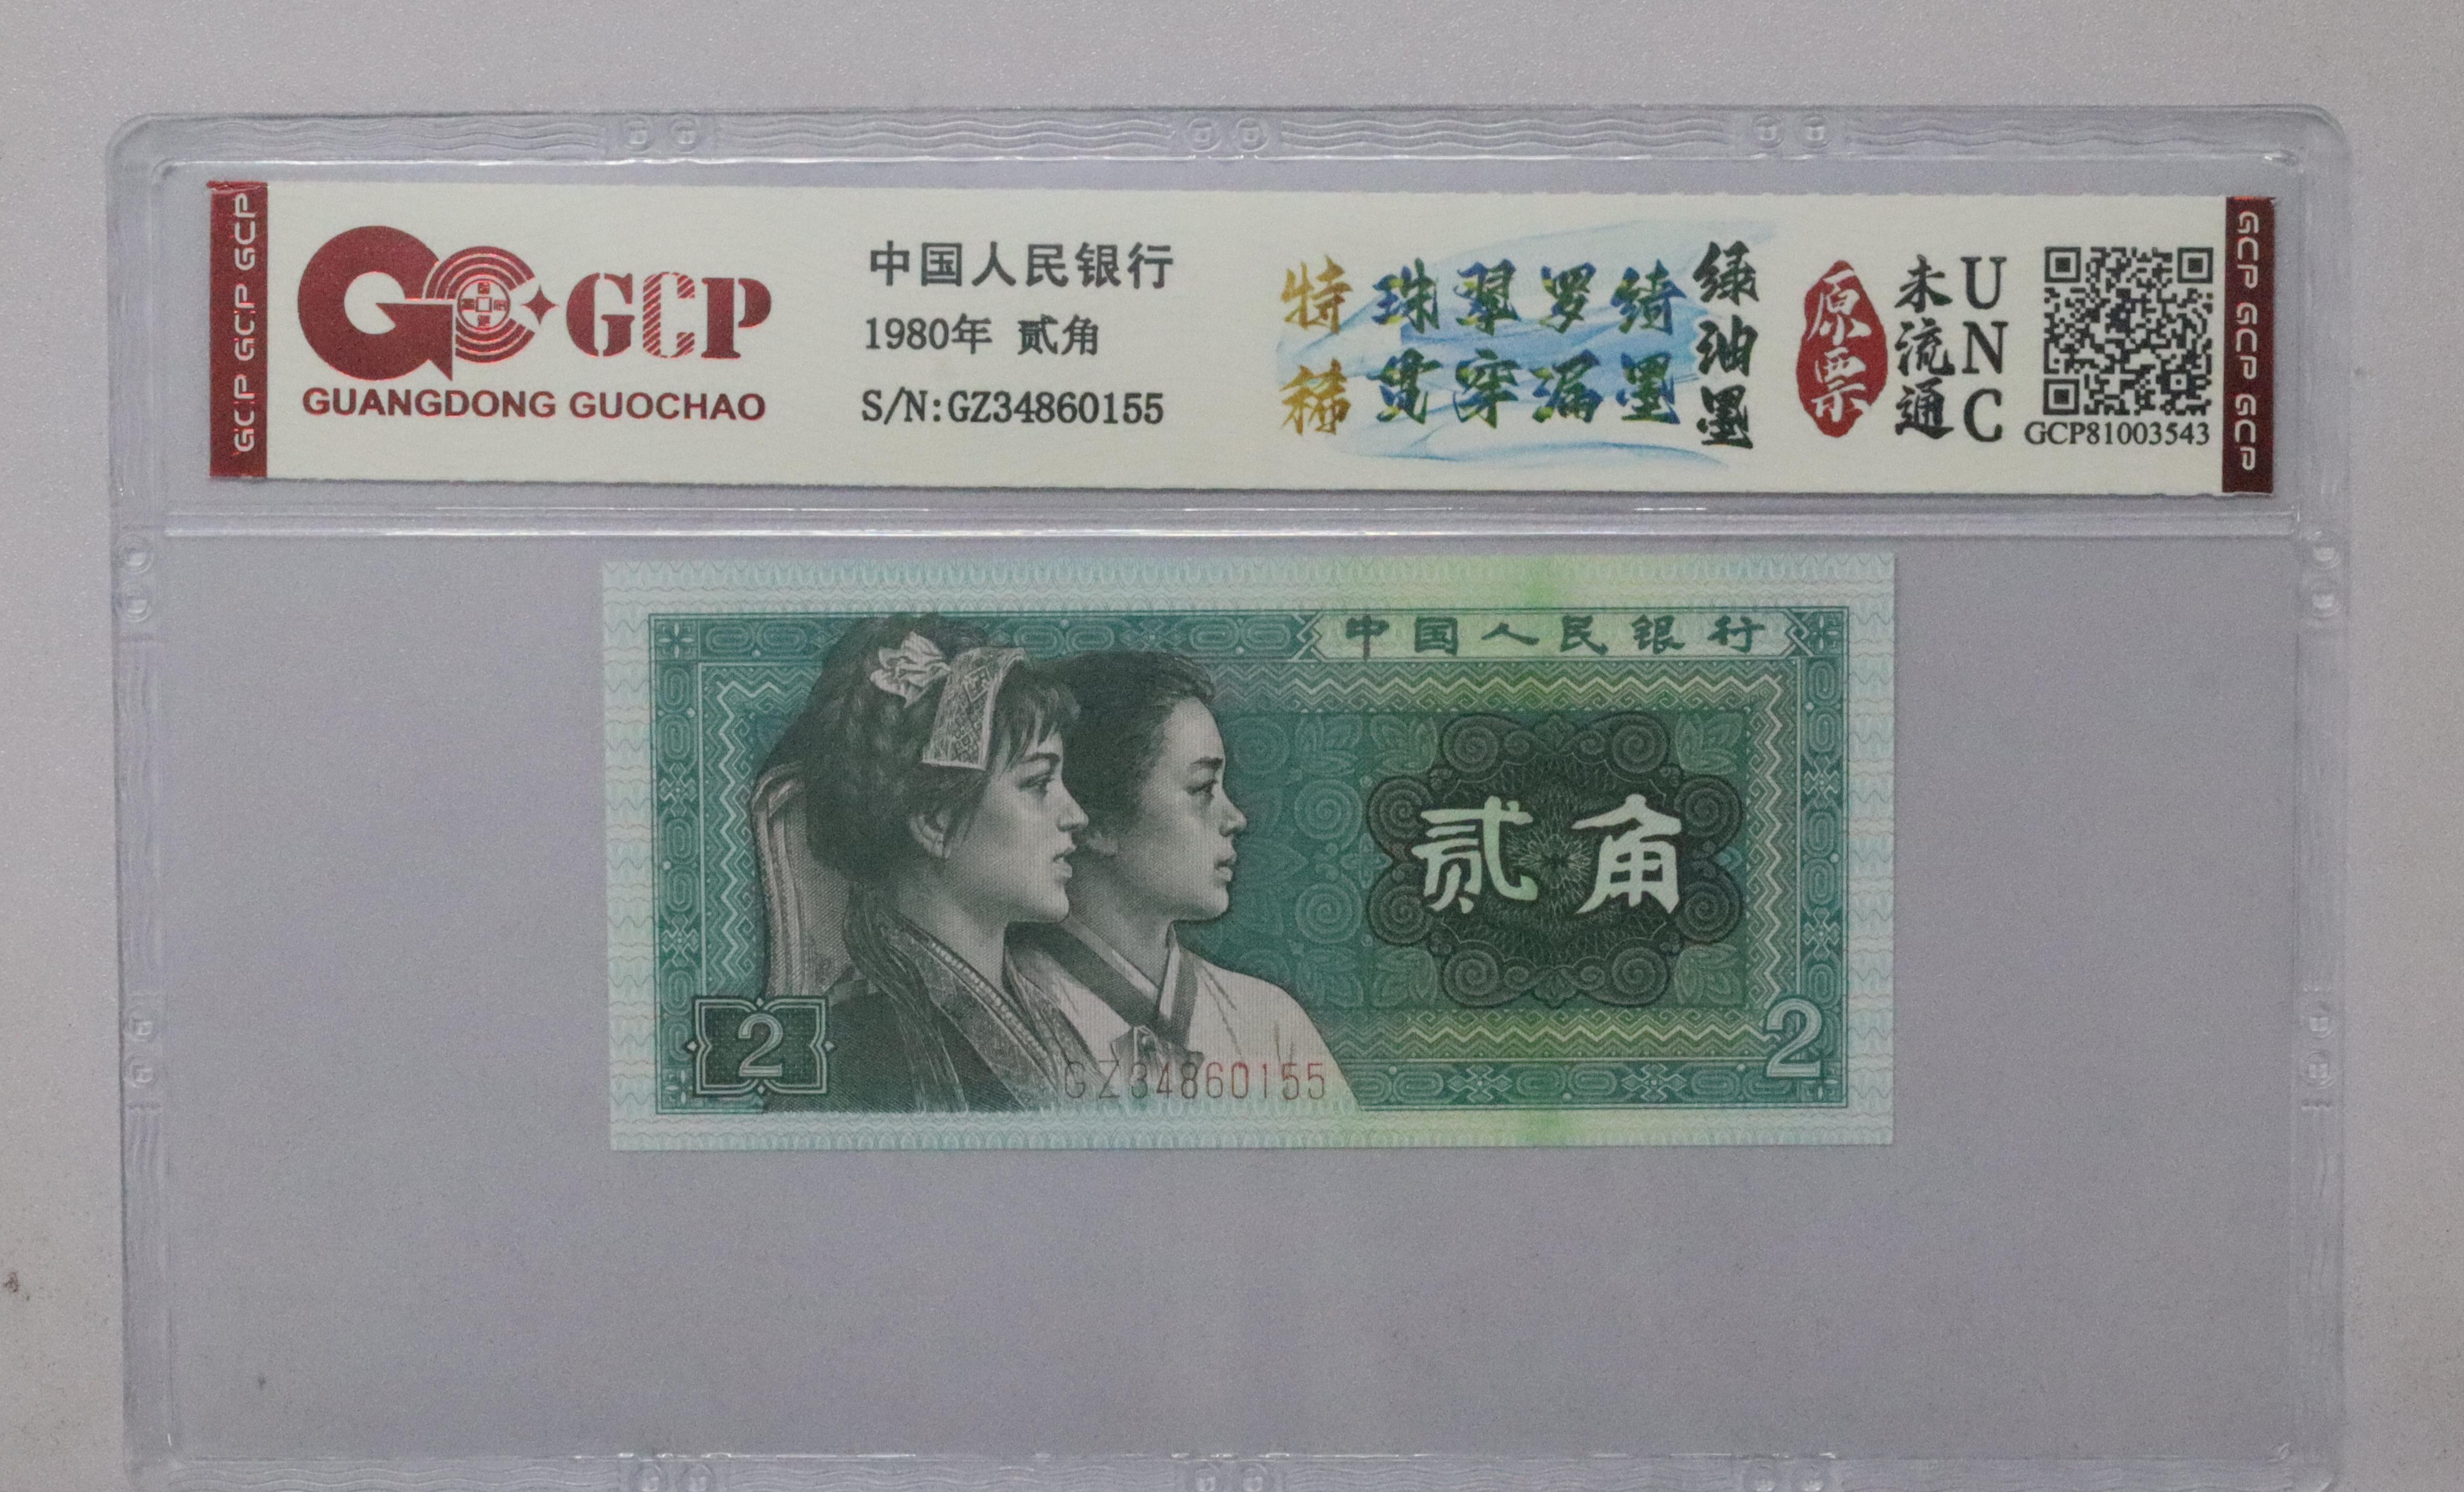 GCP GCP GCP
GCP
GUANGDONG GUOCHAO
中国人民银行
1980年 贰角
S/N:GZ34860155
特稀
珠翠罗绮
贯穿漏墨
绿油墨
原票
未流通
UNC
GCP81003543
GCP GCP GCP
中国人民银行
贰角
2
2
GZ34860155